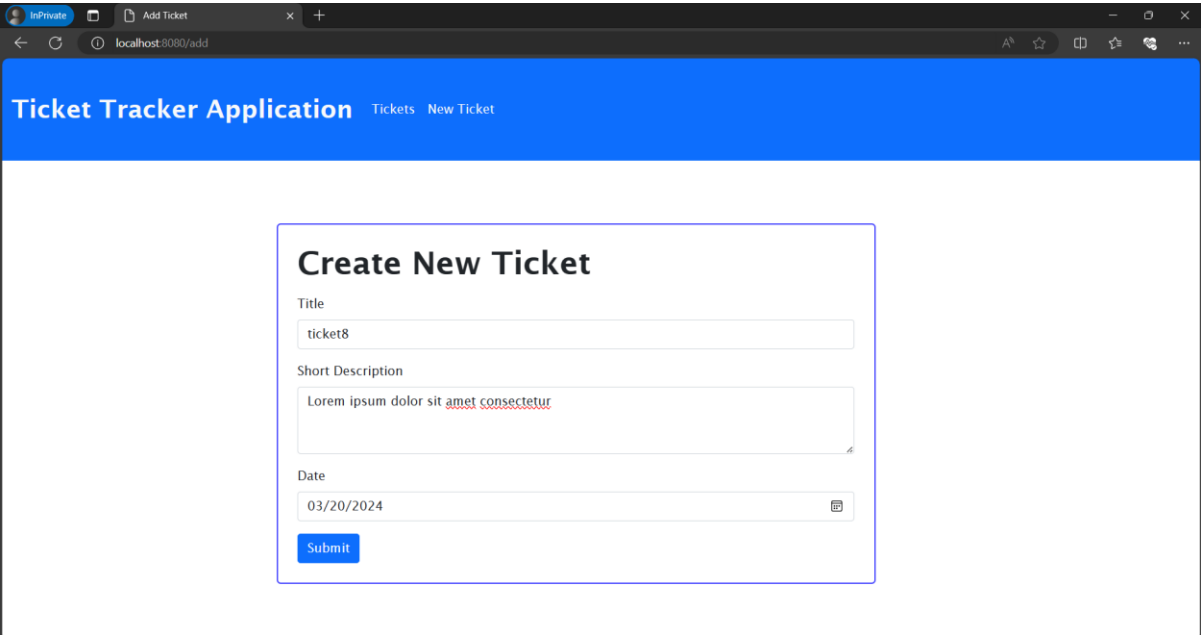 InPrivate
Add Ticket
localhost:8080/add
Ticket Tracker Application Tickets New Ticket
Create New Ticket
Title
ticket8
Short Description
Lorem ipsum dolor sit amet consectetur
Date
03/20/2024
Submit